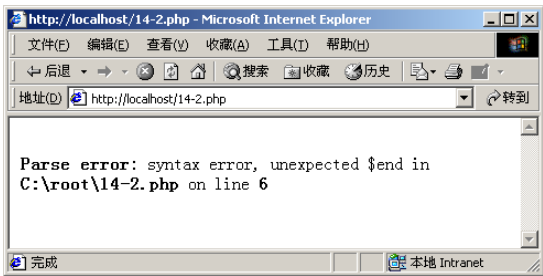 http://localhost/14-2.php - Microsoft Internet Explorer
文件(F) 编辑(E) 查看(V) 收藏(A) 工具(T) 帮助(H)
后退 搜索 收藏 历史
地址(D) http://localhost/14-2.php 转到
Parse error: syntax error, unexpected $end in
C:\root\14-2.php on line 6
完成 本地 Intranet